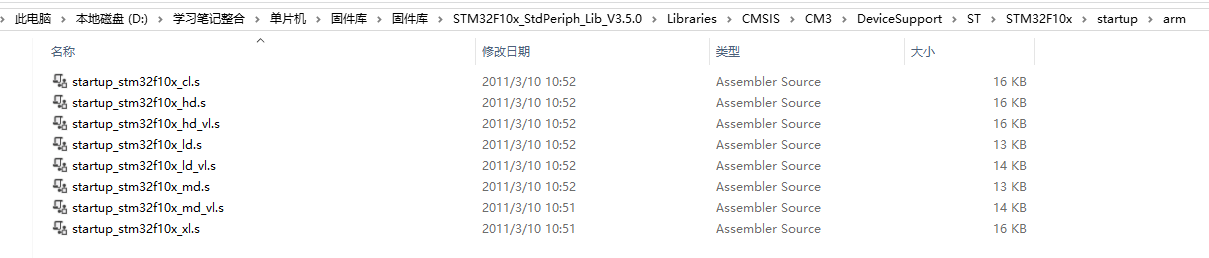 此电脑 > 本地磁盘 (D:) > 学习笔记整合 > 单片机 > 固件库 > 固件库 > STM32F10x_StdPeriph_Lib_V3.5.0 > Libraries > CMSIS > CM3 > DeviceSupport > ST > STM32F10x > startup > arm
名称 修改日期 类型 大小
startup_stm32f10x_cl.s 2011/3/10 10:52 Assembler Source 16 KB
startup_stm32f10x_hd.s 2011/3/10 10:52 Assembler Source 16 KB
startup_stm32f10x_hd_vl.s 2011/3/10 10:52 Assembler Source 16 KB
startup_stm32f10x_ld.s 2011/3/10 10:52 Assembler Source 13 KB
startup_stm32f10x_ld_vl.s 2011/3/10 10:52 Assembler Source 14 KB
startup_stm32f10x_md.s 2011/3/10 10:52 Assembler Source 13 KB
startup_stm32f10x_md_vl.s 2011/3/10 10:51 Assembler Source 14 KB
startup_stm32f10x_xl.s 2011/3/10 10:51 Assembler Source 16 KB